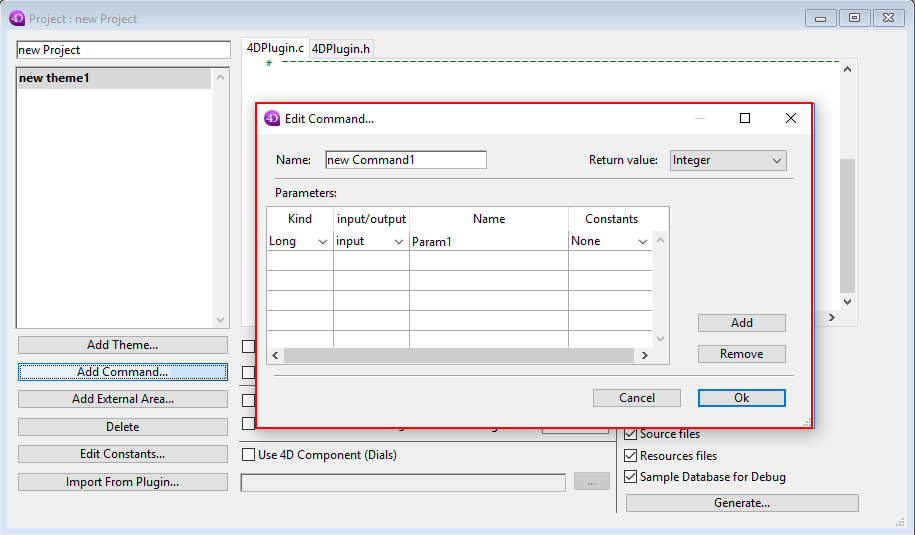 Project : new Project
new Project
4DPlugin.c 4DPlugin.h
new theme1
Edit Command...
Name: new Command1 Return value: Integer
Parameters:
Kind input/output Name Constants
Long input Param1 None
Add
Remove
Cancel Ok
Add Theme...
Add Command...
Add External Area...
Delete
Edit Constants...
Import From Plugin...
Use 4D Component (Dials)
...
Source files
Resources files
Sample Database for Debug
Generate...